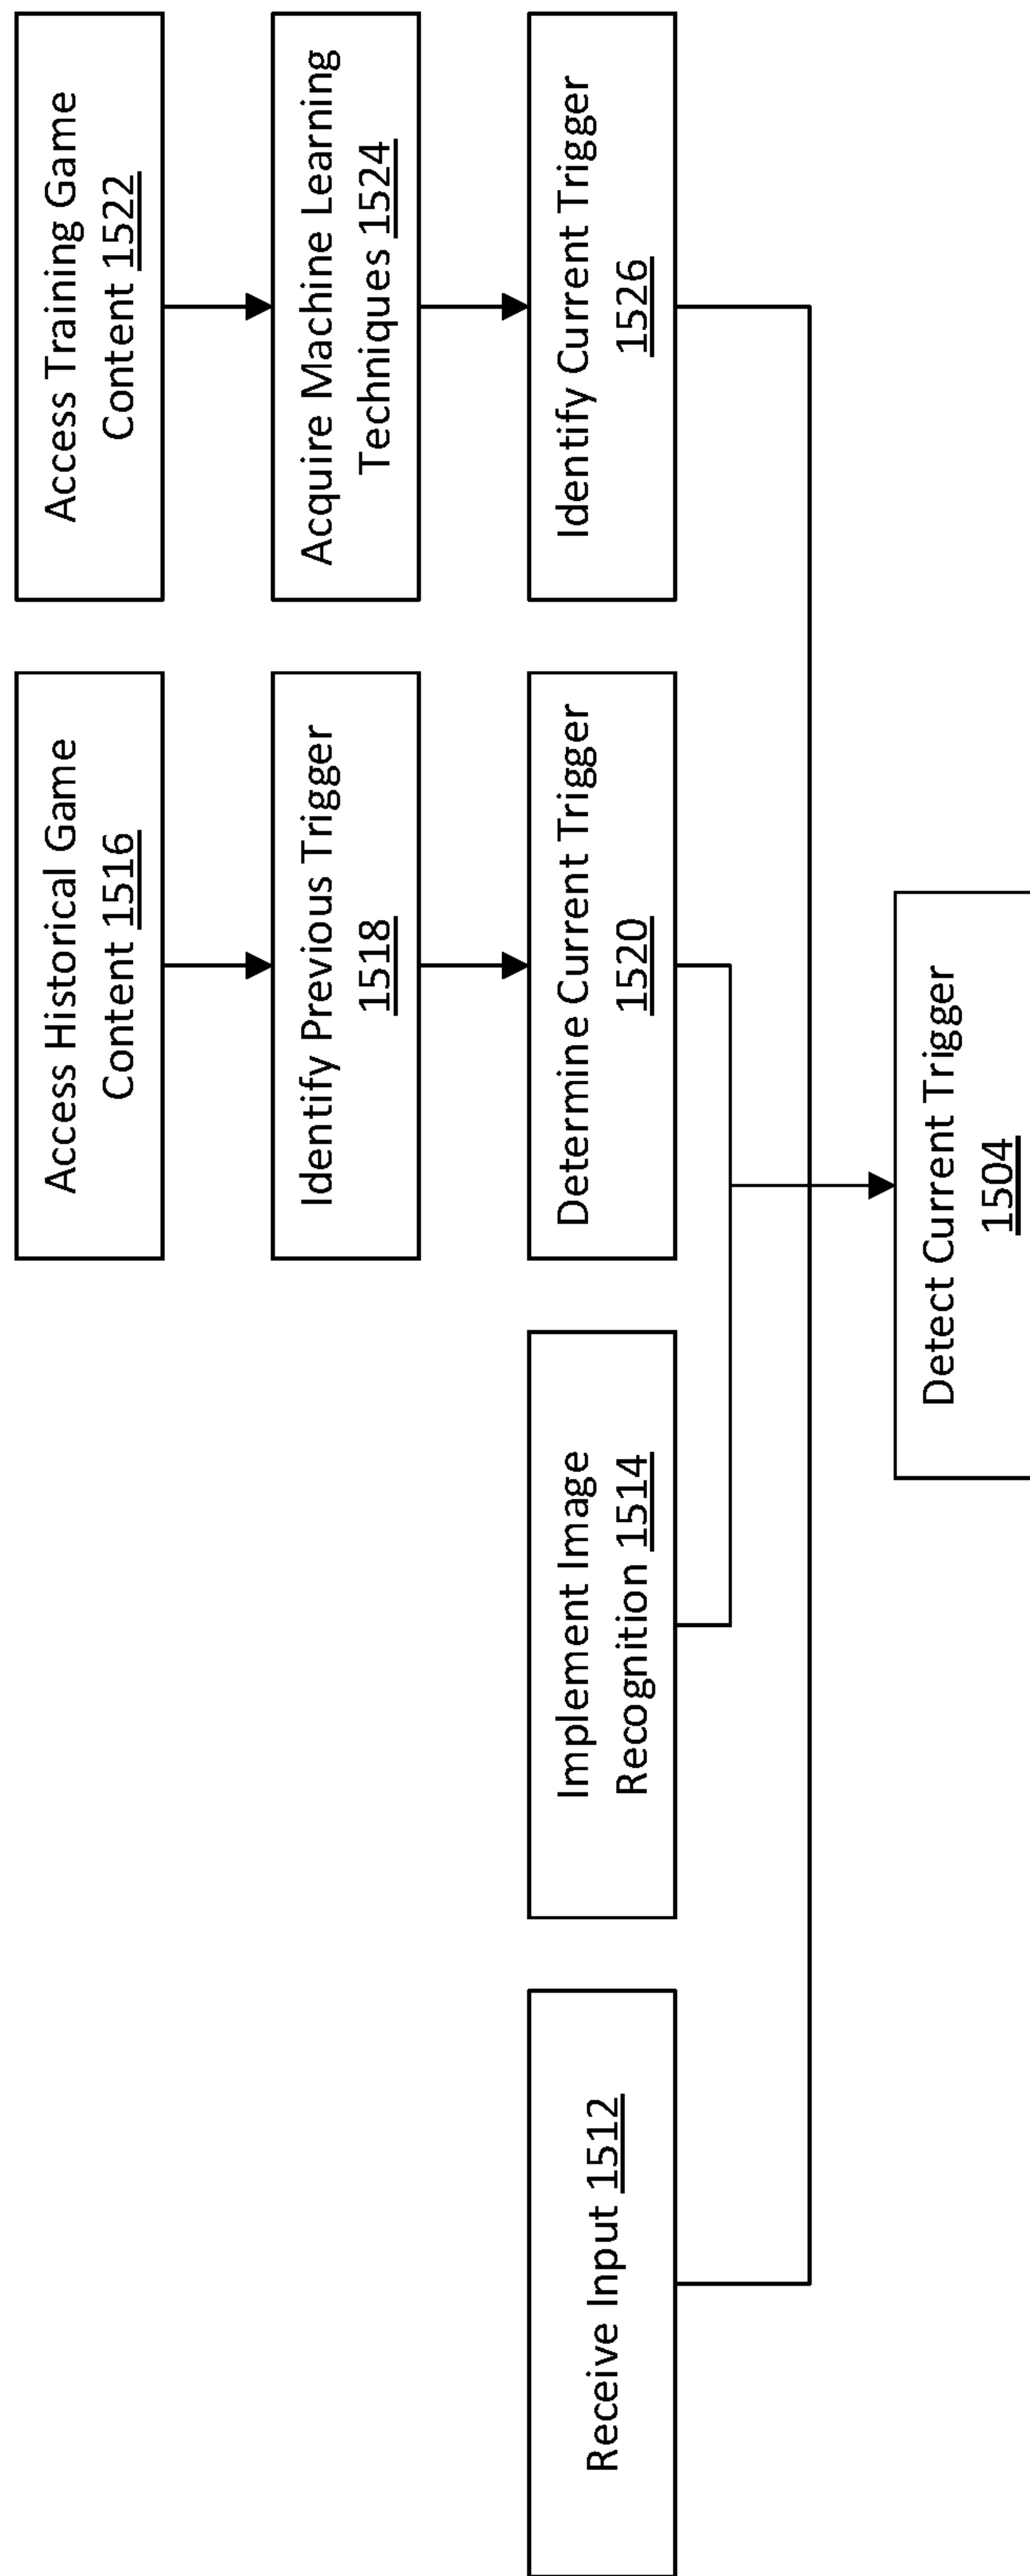 Access Historical Game
Content 1516
Access Training Game
Content 1522
Identify Previous Trigger
1518
Acquire Machine Learning
Techniques 1524
Receive Input 1512
Implement Image
Recognition 1514
Determine Current Trigger
1520
Identify Current Trigger
1526
Detect Current Trigger
1504